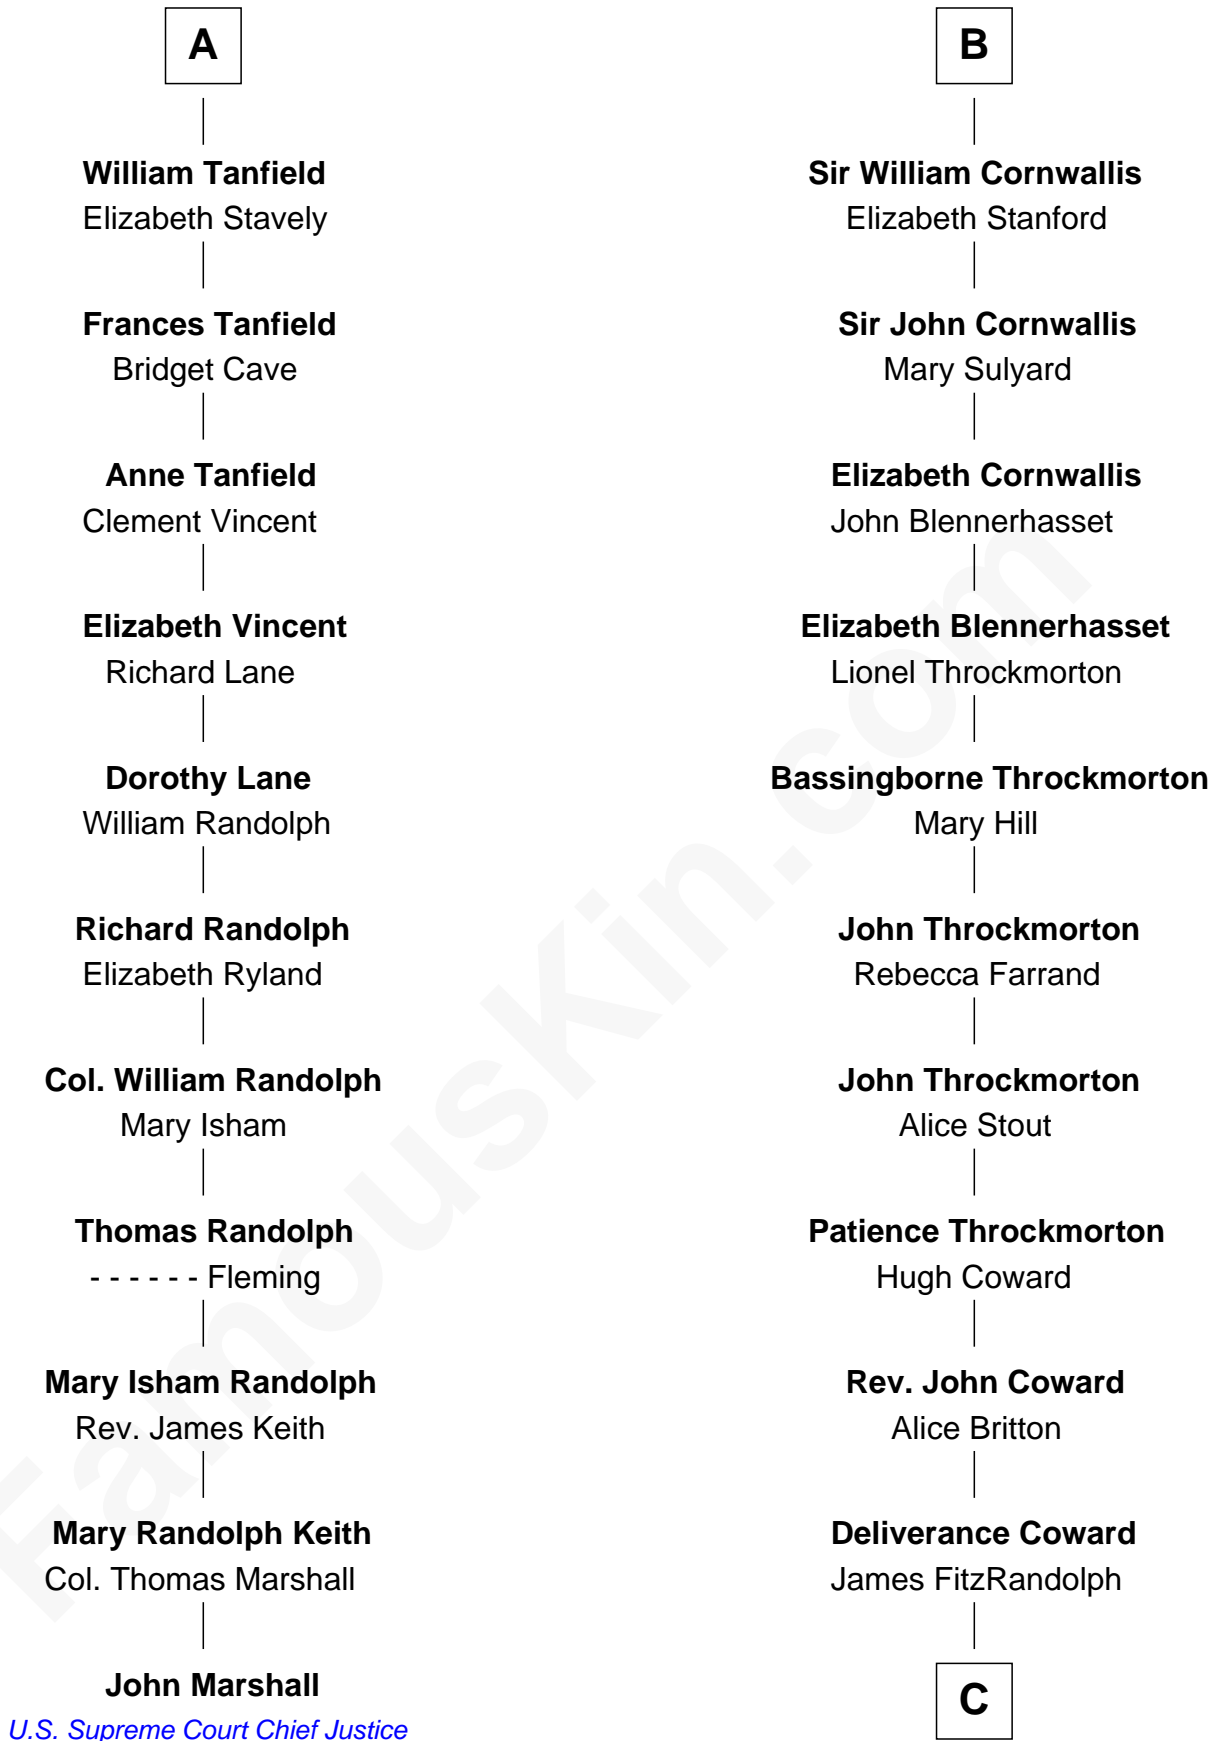 A
William Tanfield
Elizabeth Stavely
Frances Tanfield
Bridget Cave
Anne Tanfield
Clement Vincent
Elizabeth Vincent
Richard Lane
Dorothy Lane
William Randolph
Richard Randolph
Elizabeth Ryland
Col. William Randolph
Mary Isham
Thomas Randolph
- - - - - - Fleming
Mary Isham Randolph
Rev. James Keith
Mary Randolph Keith
Col. Thomas Marshall
John Marshall
U.S. Supreme Court Chief Justice
B
Sir William Cornwallis
Elizabeth Stanford
Sir John Cornwallis
Mary Sulyard
Elizabeth Cornwallis
John Blennerhasset
Elizabeth Blennerhasset
Lionel Throckmorton
Bassingborne Throckmorton
Mary Hill
John Throckmorton
Rebecca Farrand
John Throckmorton
Alice Stout
Patience Throckmorton
Hugh Coward
Rev. John Coward
Alice Britton
Deliverance Coward
James FitzRandolph
C
FamousKin.com